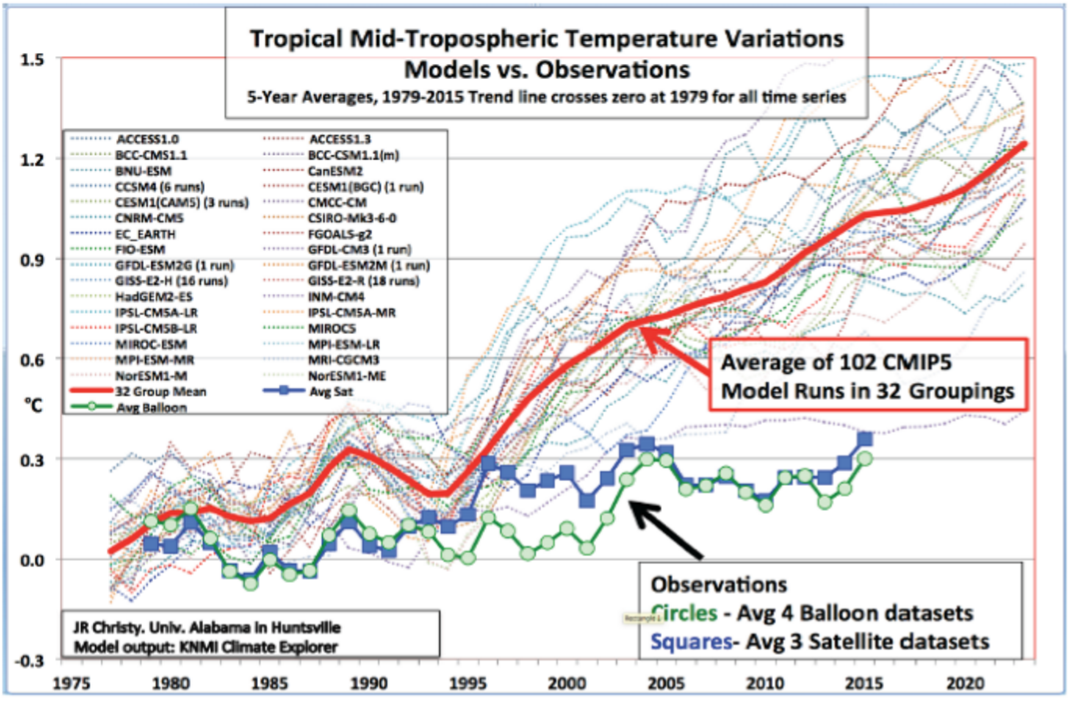 Tropical Mid-Tropospheric Temperature Variations
Models vs. Observations
5-Year Averages, 1979-2015 Trend line crosses zero at 1979 for all time series
1.5
1.2
0.9
0.6
°C
0.3
0.0
-0.3
ACCESS1.0 ACCESS1.3
BCC-CMS1.1 BCC-CSM1.1(m)
BNU-ESM CanESM2
CCSM4 (6 runs) CESM1(BGC) (1 run)
CESM1(CAM5) (3 runs) CMCC-CM
CNRM-CM5 CSIRO-Mk3-6-0
EC_EARTH FGOALS-g2
FIO-ESM GFDL-CM3 (1 run)
GFDL-ESM2G (1 run) GFDL-ESM2M (1 run)
GISS-E2-H (16 runs) GISS-E2-R (18 runs)
HadGEM2-ES INM-CM4
IPSL-CM5A-LR IPSL-CM5A-MR
IPSL-CM5B-LR MIROC5
MIROC-ESM MPI-ESM-LR
MPI-ESM-MR MRI-CGCM3
NorESM1-M NorESM1-ME
32 Group Mean Avg Sat
Avg Balloon
Average of 102 CMIP5
Model Runs in 32 Groupings
Observations
Circles - Avg 4 Balloon datasets
Squares- Avg 3 Satellite datasets
Rectangle
JR Christy. Univ. Alabama in Huntsville
Model output: KNMI Climate Explorer
1975 1980 1985 1990 1995 2000 2005 2010 2015 2020